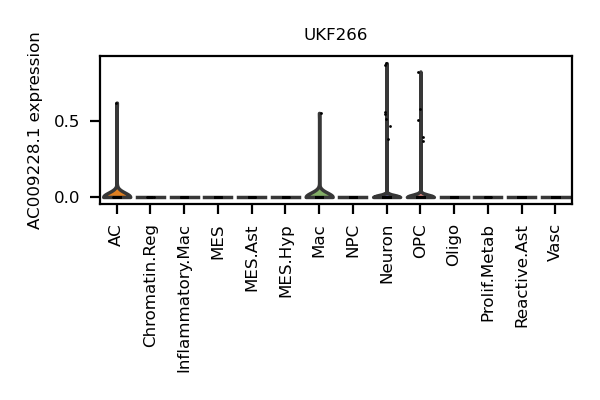 UKF266
AC009228.1 expression
0.5
0.0
AC
Chromatin.Reg
Inflammatory.Mac
MES
MES.Ast
MES.Hyp
Mac
NPC
Neuron
OPC
Oligo
Prolif.Metab
Reactive.Ast
Vasc